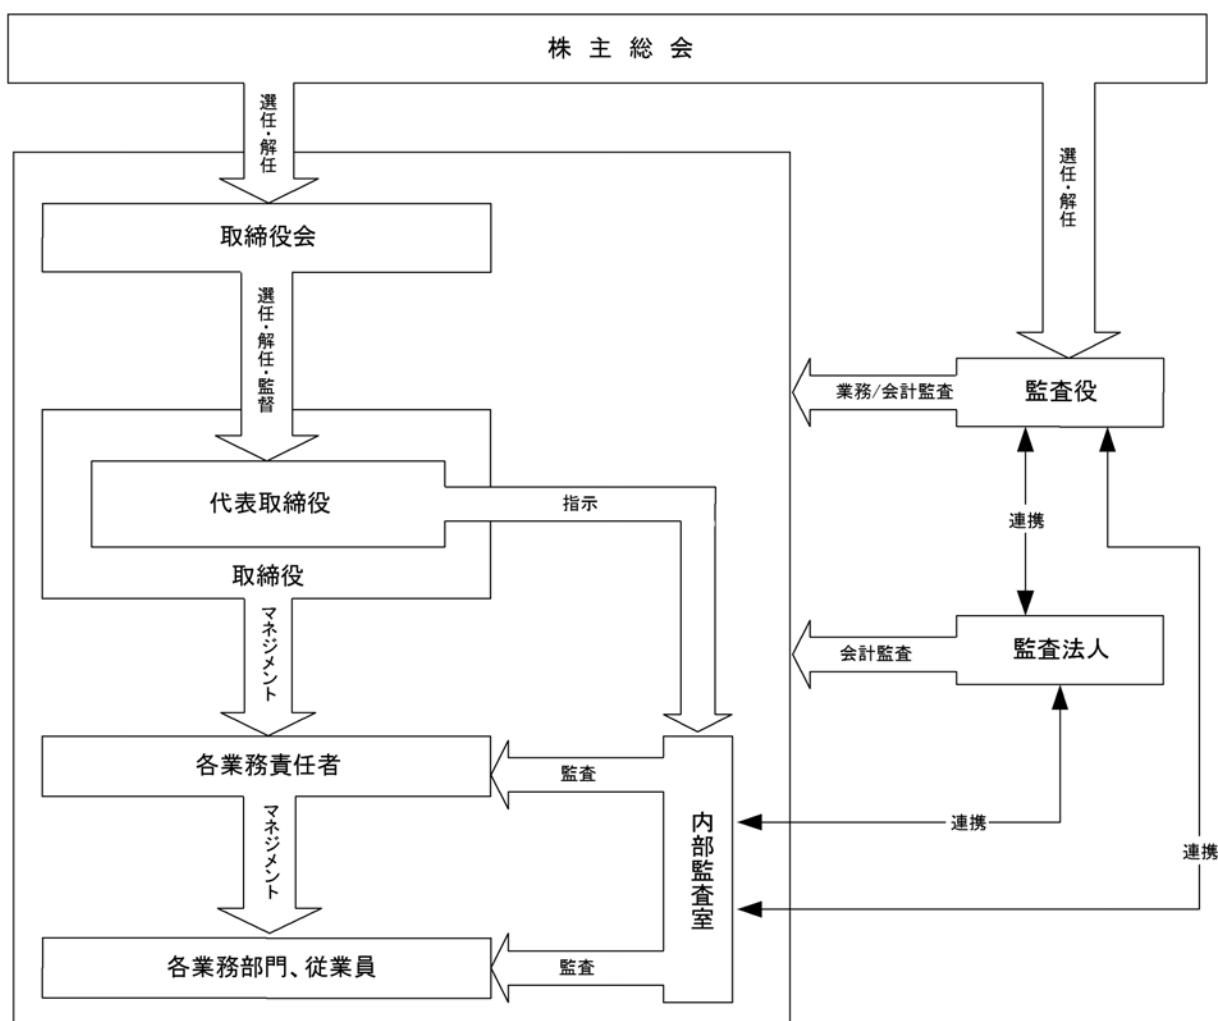 株主総会
選任・解任
選任・解任
取締役会
選任・解任・監督
業務/会計監査
監査役
代表取締役
指示
連携
取締役
マネジメント
会計監査
監査法人
各業務責任者
監査
マネジメント
内部監査室
連携
連携
各業務部門、従業員
監査